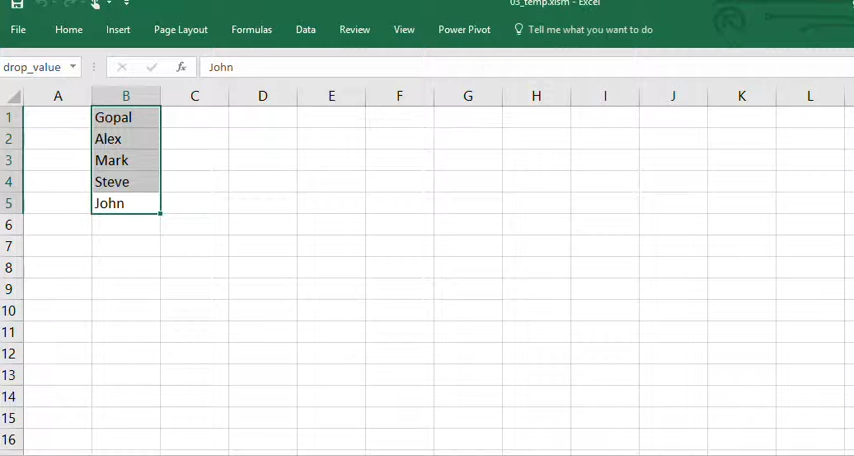 03_temp.xlsm - Excel
File Home Insert Page Layout Formulas Data Review View Power Pivot Tell me what you want to do
drop_value fx John
A B C D E F G H I J K L
1 Gopal
2 Alex
3 Mark
4 Steve
5 John
6
7
8
9
10
11
12
13
14
15
16